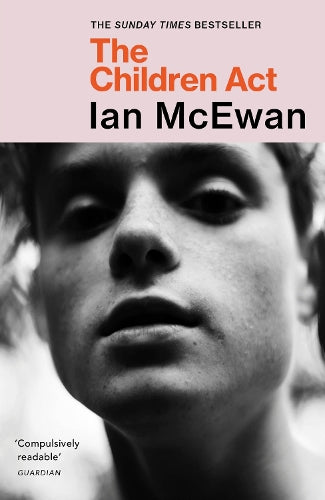 THE SUNDAY TIMES BESTSELLER
The
Children Act
Ian McEwan
‘Compulsively
readable’
GUARDIAN